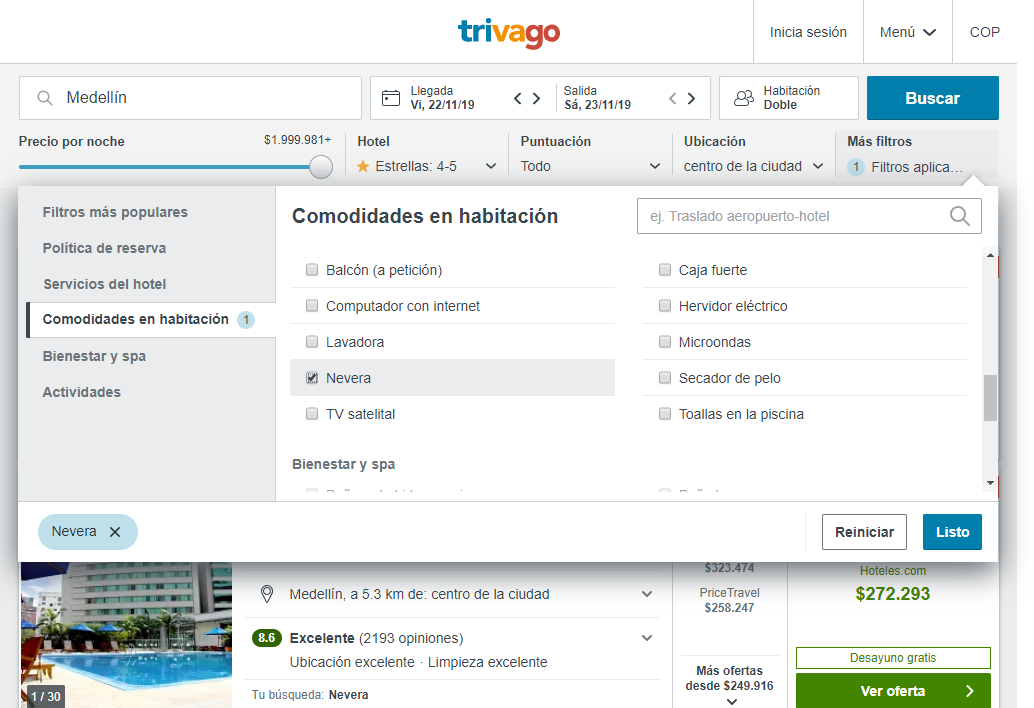 trivago
Inicia sesión
Menú
COP
Medellín
Llegada
Vi, 22/11/19
Salida
Sá, 23/11/19
Habitación
Doble
Buscar
Precio por noche
$1.999.981+
Hotel
Estrellas: 4-5
Puntuación
Todo
Ubicación
centro de la ciudad
Más filtros
1 Filtros aplica...
Filtros más populares
Política de reserva
Servicios del hotel
Comodidades en habitación 1
Bienestar y spa
Actividades
Comodidades en habitación
ej. Traslado aeropuerto-hotel
Balcón (a petición)
Caja fuerte
Computador con internet
Hervidor eléctrico
Lavadora
Microondas
Nevera
Secador de pelo
TV satelital
Toallas en la piscina
Bienestar y spa
Nevera
Reiniciar
Listo
1 / 30
Medellín, a 5.3 km de: centro de la ciudad
8.6 Excelente (2193 opiniones)
Ubicación excelente · Limpieza excelente
Tu búsqueda: Nevera
$323.474
PriceTravel
$258.247
Más ofertas
desde $249.916
Hoteles.com
$272.293
Desayuno gratis
Ver oferta